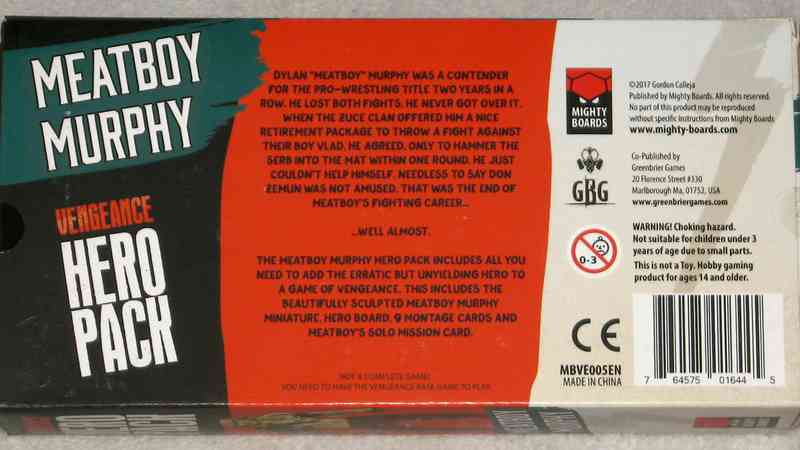 MEATBOY
MURPHY
VENGEANCE
HERO
PACK
DYLAN "MEATBOY" MURPHY WAS A CONTENDER
FOR THE PRO-WRESTLING TITLE TWO YEARS IN A
ROW. HE LOST BOTH FIGHTS. HE NEVER GOT OVER IT.
WHEN THE ZUCE CLAN OFFERED HIM A NICE
RETIREMENT PACKAGE TO THROW A FIGHT AGAINST
THEIR BOY VLAD, HE AGREED, ONLY TO HAMMER THE
SERB INTO THE MAT WITHIN ONE ROUND. HE JUST
COULDN'T HELP HIMSELF. NEEDLESS TO SAY DON
ZEMUN WAS NOT AMUSED. THAT WAS THE END OF
MEATBOY'S FIGHTING CAREER...
...WELL ALMOST.
THE MEATBOY MURPHY HERO PACK INCLUDES ALL YOU
NEED TO ADD THE ERRATIC BUT UNYIELDING HERO TO
A GAME OF VENGEANCE. THIS INCLUDES THE
BEAUTIFULLY SCULPTED MEATBOY MURPHY
MINIATURE, HERO BOARD, 9 MONTAGE CARDS AND
MEATBOY'S SOLO MISSION CARD.
NOT A COMPLETE GAME!
YOU NEED TO HAVE THE VENGEANCE BASE GAME TO PLAY.
MIGHTY
BOARDS
©2017 Gordon Calleja
Published by Mighty Boards. All rights reserved.
No part of this product may be reproduced
without specific instructions from Mighty Boards
www.mighty-boards.com
GBG
Co-Published by
Greenbrier Games
20 Florence Street #330
Marlborough Ma, 01752, USA
www.greenbriergames.com
0-3
WARNING! Choking hazard.
Not suitable for children under 3
years of age due to small parts.
This is not a Toy. Hobby gaming
product for ages 14 and older.
CE
MBVE005EN
MADE IN CHINA
7 64575 01644 5
HERO
PACK